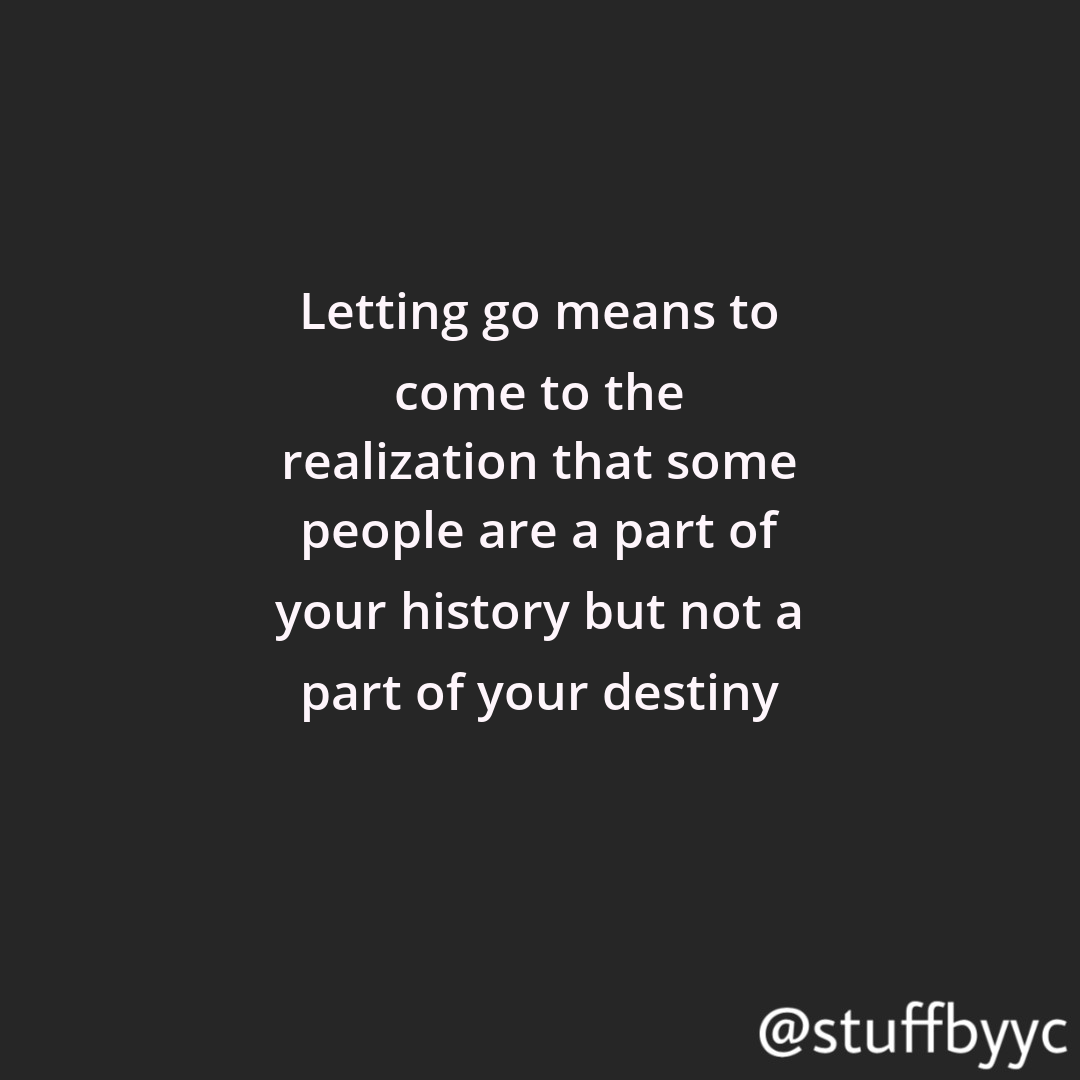 Letting go means to
come to the
realization that some
people are a part of
your history but not a
part of your destiny
@stuffbyyc